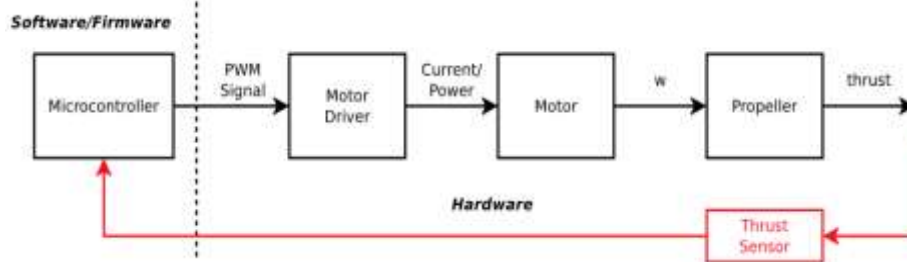 Software/Firmware
Microcontroller
PWM
Signal
Motor
Driver
Current/
Power
Motor
w
Propeller
thrust
Hardware
Thrust
Sensor